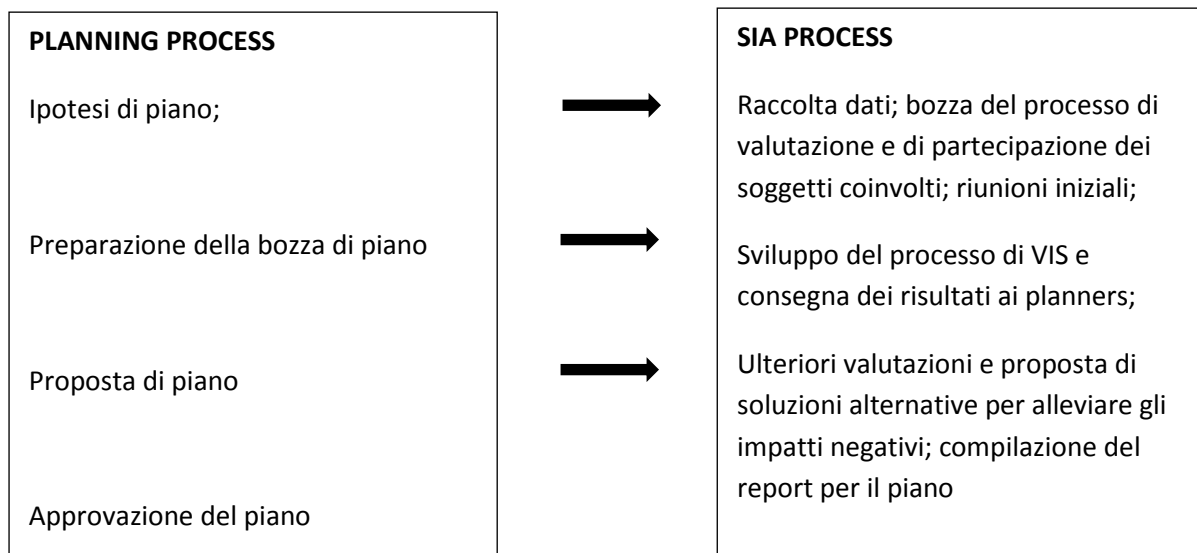 PLANNING PROCESS
Ipotesi di piano;
Preparazione della bozza di piano
Proposta di piano
Approvazione del piano
SIA PROCESS
Raccolta dati; bozza del processo di
valutazione e di partecipazione dei
soggetti coinvolti; riunioni iniziali;
Sviluppo del processo di VIS e
consegna dei risultati ai planners;
Ulteriori valutazioni e proposta di
soluzioni alternative per alleviare gli
impatti negativi; compilazione del
report per il piano